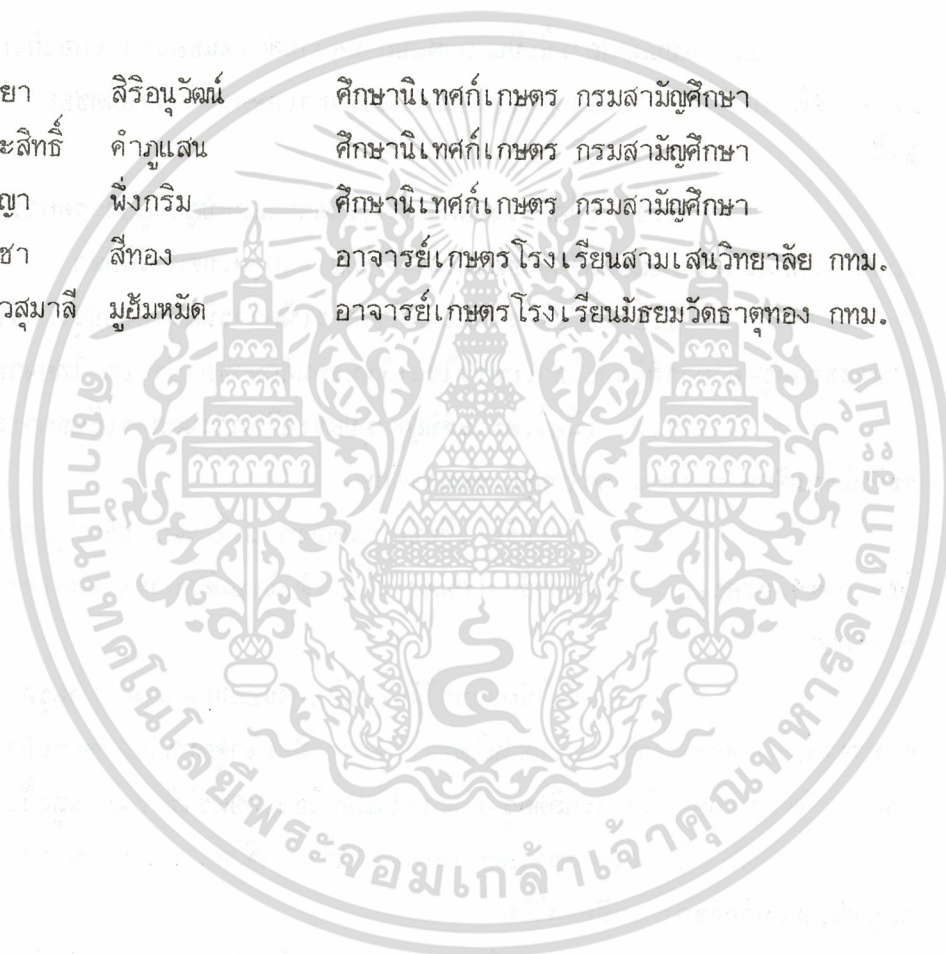 ยา สิริอนุวัฒน์ ศึกษานิเทศก์เกษตร กรมสามัญศึกษา
ะสิทธิ์ คำภูแสน ศึกษานิเทศก์เกษตร กรมสามัญศึกษา
ญา พึ่งกริม ศึกษานิเทศก์เกษตร กรมสามัญศึกษา
ชา สีทอง อาจารย์เกษตรโรงเรียนสามเสนวิทยาลัย กทม.
วสุมาลี มูฮัมหมัด อาจารย์เกษตรโรงเรียนมัธยมวัดธาตุทอง กทม.
สถาบันเทคโนโลยีพระจอมเกล้าเจ้าคุณทหารลาดกระบัง